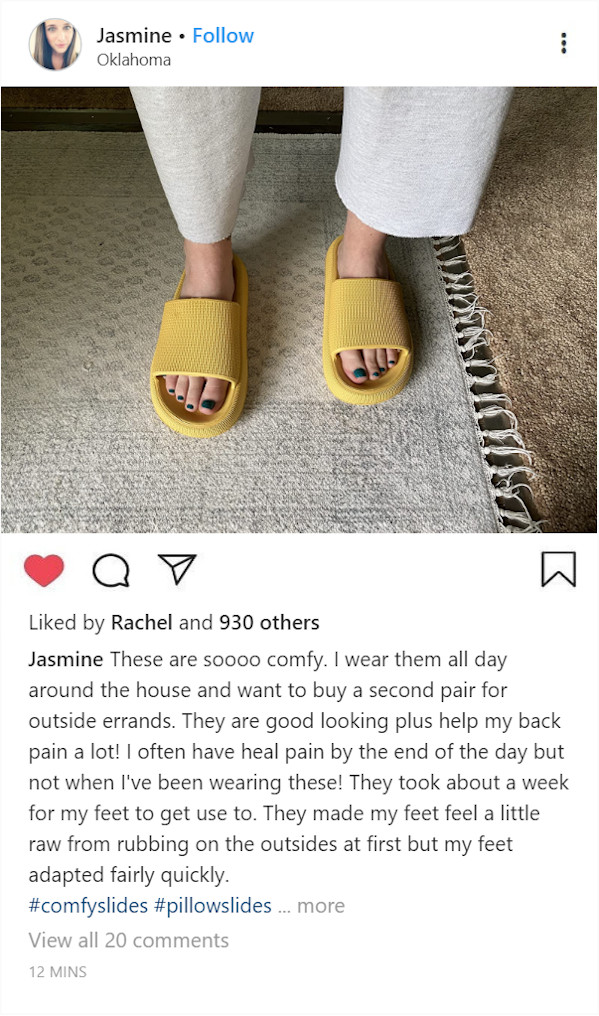 Jasmine • Follow
Oklahoma
Liked by Rachel and 930 others
Jasmine These are soooo comfy. I wear them all day
around the house and want to buy a second pair for
outside errands. They are good looking plus help my back
pain a lot! I often have heal pain by the end of the day but
not when I've been wearing these! They took about a week
for my feet to get use to. They made my feet feel a little
raw from rubbing on the outsides at first but my feet
adapted fairly quickly.
#comfyslides #pillowslides ... more
View all 20 comments
12 MINS